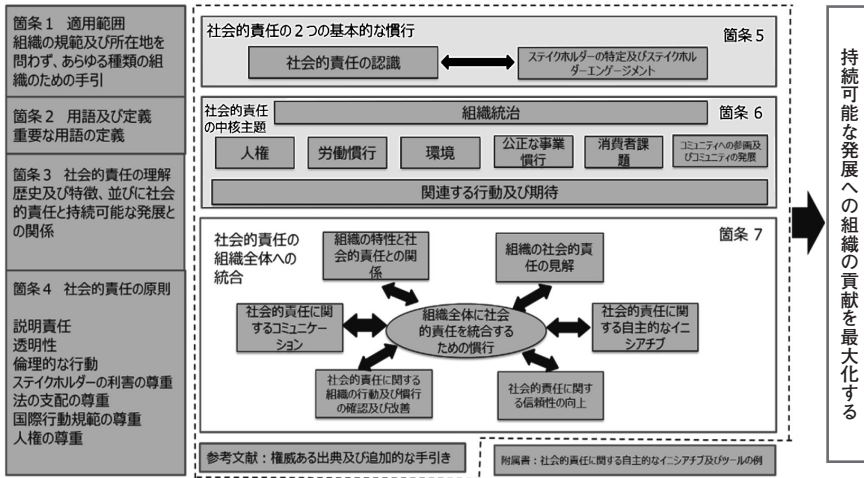 箇条１ 適用範囲
組織の規範及び所在地を
問わず、あらゆる種類の組
織のための手引
箇条２ 用語及び定義
重要な用語の定義
箇条３ 社会的責任の理解
歴史及び特徴、並びに社会
的責任と持続可能な発展と
の関係
箇条４ 社会的責任の原則
説明責任
透明性
倫理的な行動
ステイクホルダーの利害の尊重
法の支配の尊重
国際行動規範の尊重
人権の尊重
社会的責任の２つの基本的な慣行
箇条５
社会的責任の認識
ステイクホルダーの特定及びステイクホル
ダーエンゲージメント
社会的責任
の中核主題
組織統治
箇条６
人権
労働慣行
環境
公正な事業
慣行
消費者課
題
コミュニティへの参画及
びコミュニティの発展
関連する行動及び期待
社会的責任の
組織全体への
統合
箇条７
組織の特性と社
会的責任との関
係
組織の社会的責
任の見解
社会的責任に関
するコミュニケー
ション
組織全体に社会
的責任を統合する
ための慣行
社会的責任に関
する自主的なイニ
シアチブ
社会的責任に関する
組織の行動及び慣行
の確認及び改善
社会的責任に関す
る信頼性の向上
参考文献：権威ある出典及び追加的な手引き
附属書：社会的責任に関する自主的なイニシアチブ及びツールの例
持続可能な発展への組織の貢献を最大化する